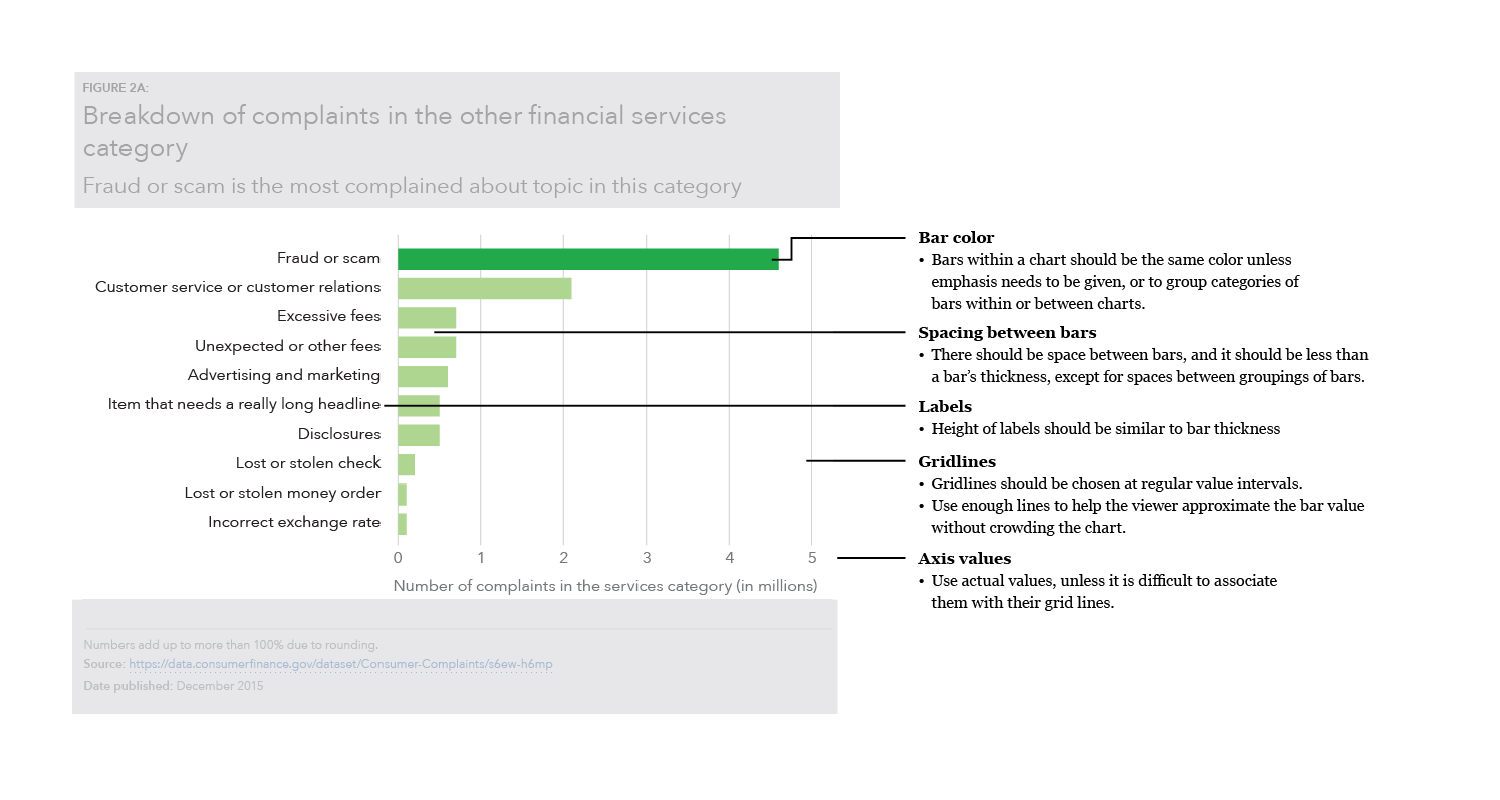 FIGURE 2A:
Breakdown of complaints in the other financial services
category
Fraud or scam is the most complained about topic in this category
Fraud or scam
Customer service or customer relations
Excessive fees
Unexpected or other fees
Advertising and marketing
Item that needs a really long headline
Disclosures
Lost or stolen check
Lost or stolen money order
Incorrect exchange rate
0 1 2 3 4 5
Number of complaints in the services category (in millions)
Numbers add up to more than 100% due to rounding.
Source: https://data.consumerfinance.gov/dataset/Consumer-Complaints/s6ew-h6mp
Date published: December 2015
Bar color
• Bars within a chart should be the same color unless
emphasis needs to be given, or to group categories of
bars within or between charts.
Spacing between bars
• There should be space between bars, and it should be less than
a bar’s thickness, except for spaces between groupings of bars.
Labels
• Height of labels should be similar to bar thickness
Gridlines
• Gridlines should be chosen at regular value intervals.
• Use enough lines to help the viewer approximate the bar value
without crowding the chart.
Axis values
• Use actual values, unless it is difficult to associate
them with their grid lines.